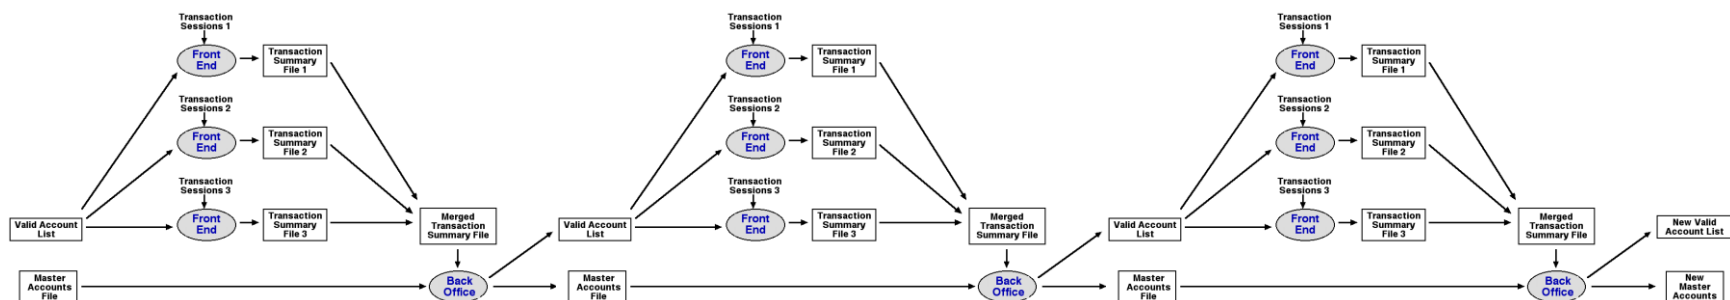 Transaction
Sessions 1
Front
End
Transaction
Summary
File 1
Transaction
Sessions 2
Front
End
Transaction
Summary
File 2
Transaction
Sessions 3
Front
End
Transaction
Summary
File 3
Valid Account
List
Merged
Transaction
Summary File
Master
Accounts
File
Back
Office
Transaction
Sessions 1
Front
End
Transaction
Summary
File 1
Transaction
Sessions 2
Front
End
Transaction
Summary
File 2
Transaction
Sessions 3
Front
End
Transaction
Summary
File 3
Valid Account
List
Merged
Transaction
Summary File
Master
Accounts
File
Back
Office
Transaction
Sessions 1
Front
End
Transaction
Summary
File 1
Transaction
Sessions 2
Front
End
Transaction
Summary
File 2
Transaction
Sessions 3
Front
End
Transaction
Summary
File 3
Valid Account
List
Merged
Transaction
Summary File
Master
Accounts
File
Back
Office
New Valid
Account List
New
Master
Accounts